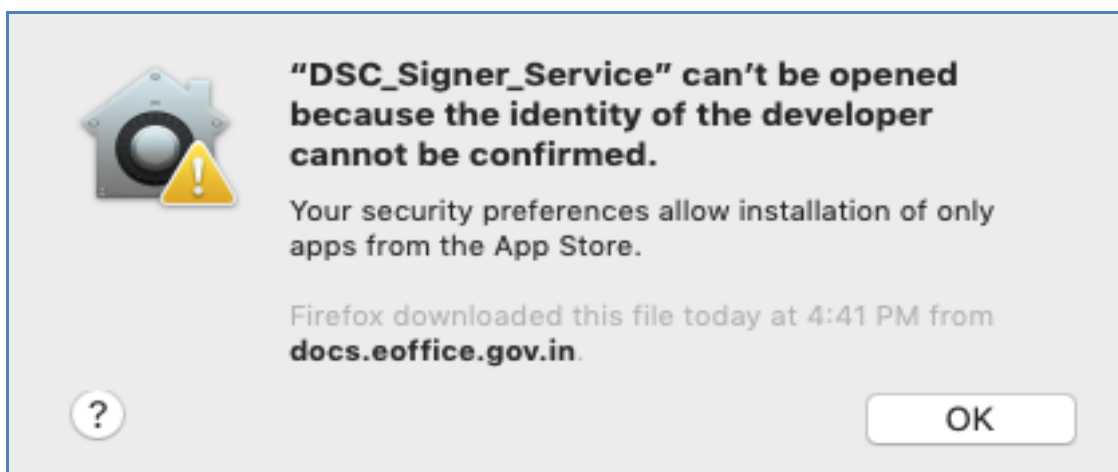 “DSC_Signer_Service” can’t be opened
because the identity of the developer
cannot be confirmed.
Your security preferences allow installation of only
apps from the App Store.
Firefox downloaded this file today at 4:41 PM from
docs.eoffice.gov.in.
?
OK